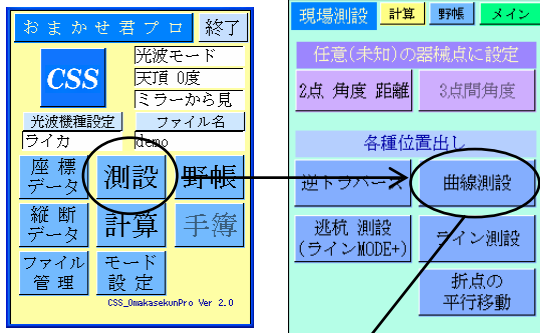 おまかせ君プロ 終了
CSS
光波モード
天頂 0度
ミラーから見
光波機種設定 ファイル名
ライカ demo
座標
データ
測設
野帳
縦断
データ
計算
手簿
ファイル
管理
モード
設定
CSS_OmakasekunPro Ver 2.0
現場測設 計算 野帳 メイン
任意(未知)の器械点に設定
2点 角度 距離 3点間角度
各種位置出し
逆トラバース 曲線測設
逃杭 測設
(ラインMODE+)
ライン測設
折点の
平行移動